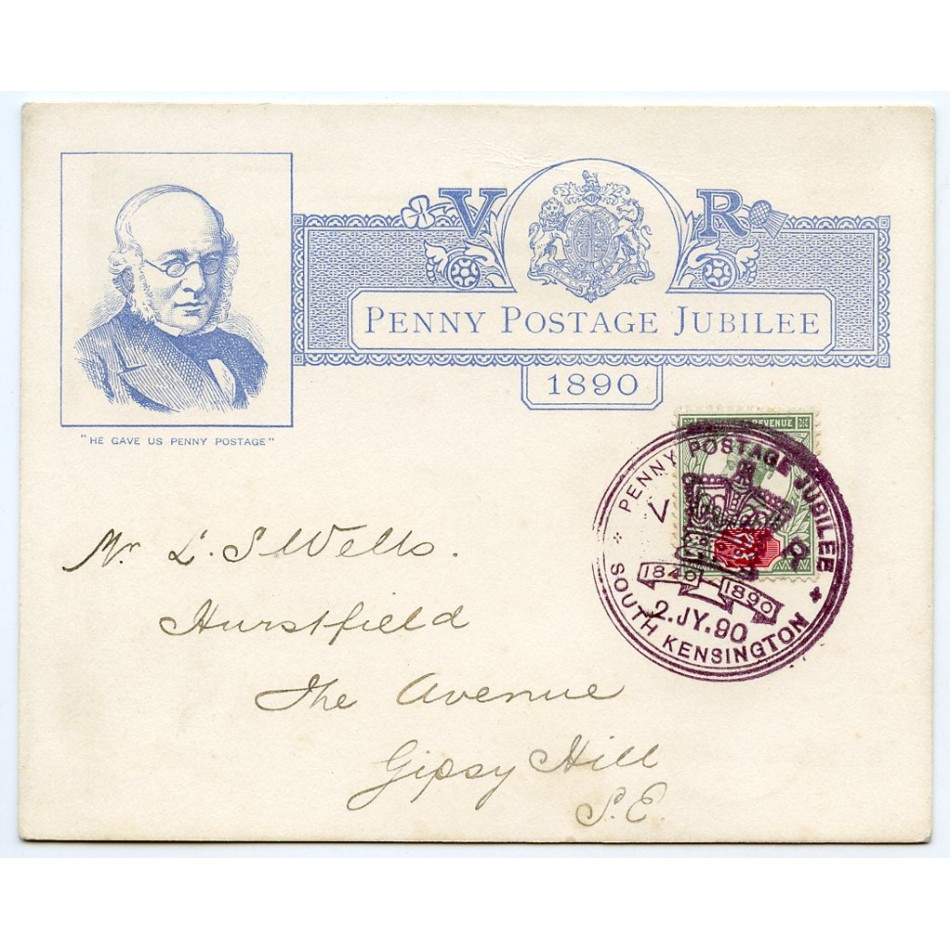 V R
PENNY POSTAGE JUBILEE
1890
"HE GAVE US PENNY POSTAGE"
REVENUE
PENNY POSTAGE JUBILEE
V R
1840 1890
2.JY.90
SOUTH KENSINGTON
Mr L. S Wells.
Hurstfield
The Avenue
Gipsy Hill
S.E.